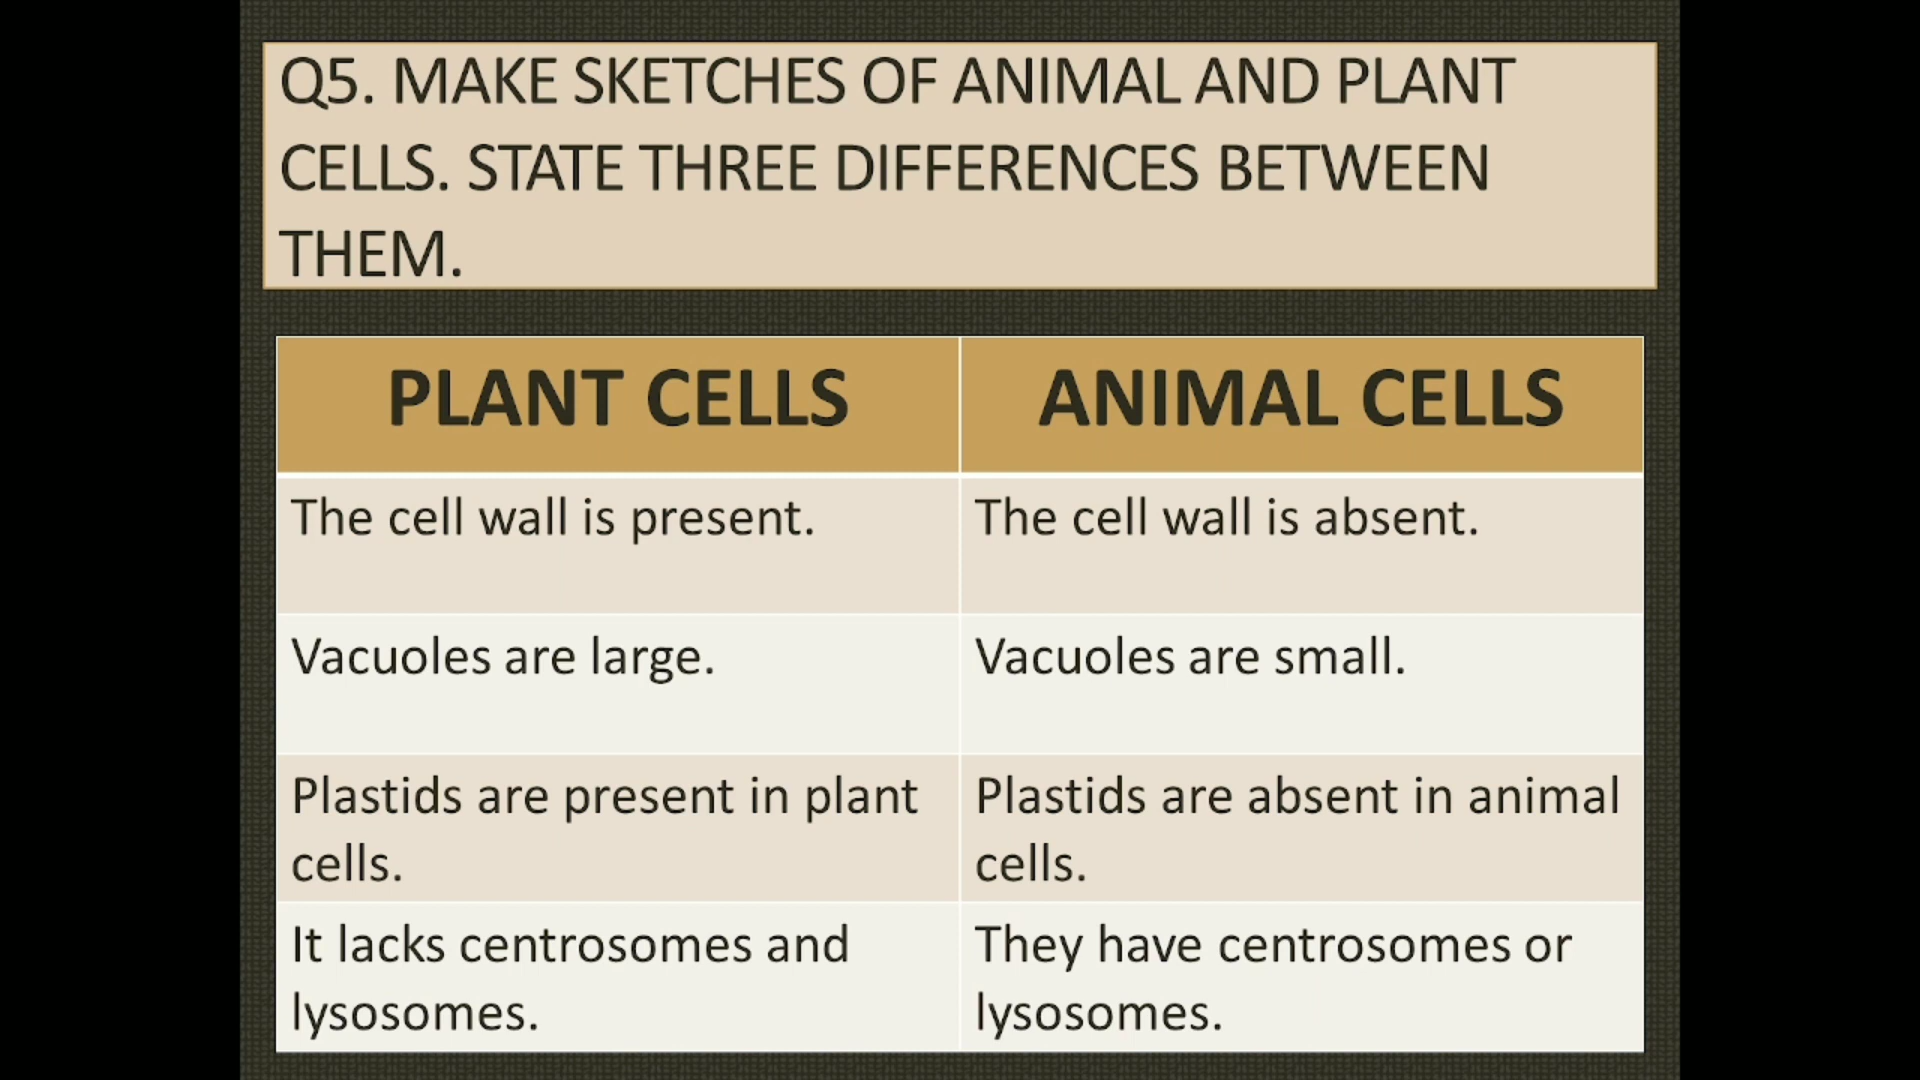 Q5. MAKE SKETCHES OF ANIMAL AND PLANT
CELLS. STATE THREE DIFFERENCES BETWEEN
THEM.
PLANT CELLS
ANIMAL CELLS
The cell wall is present.
The cell wall is absent.
Vacuoles are large.
Vacuoles are small.
Plastids are present in plant
cells.
Plastids are absent in animal
cells.
It lacks centrosomes and
lysosomes.
They have centrosomes or
lysosomes.